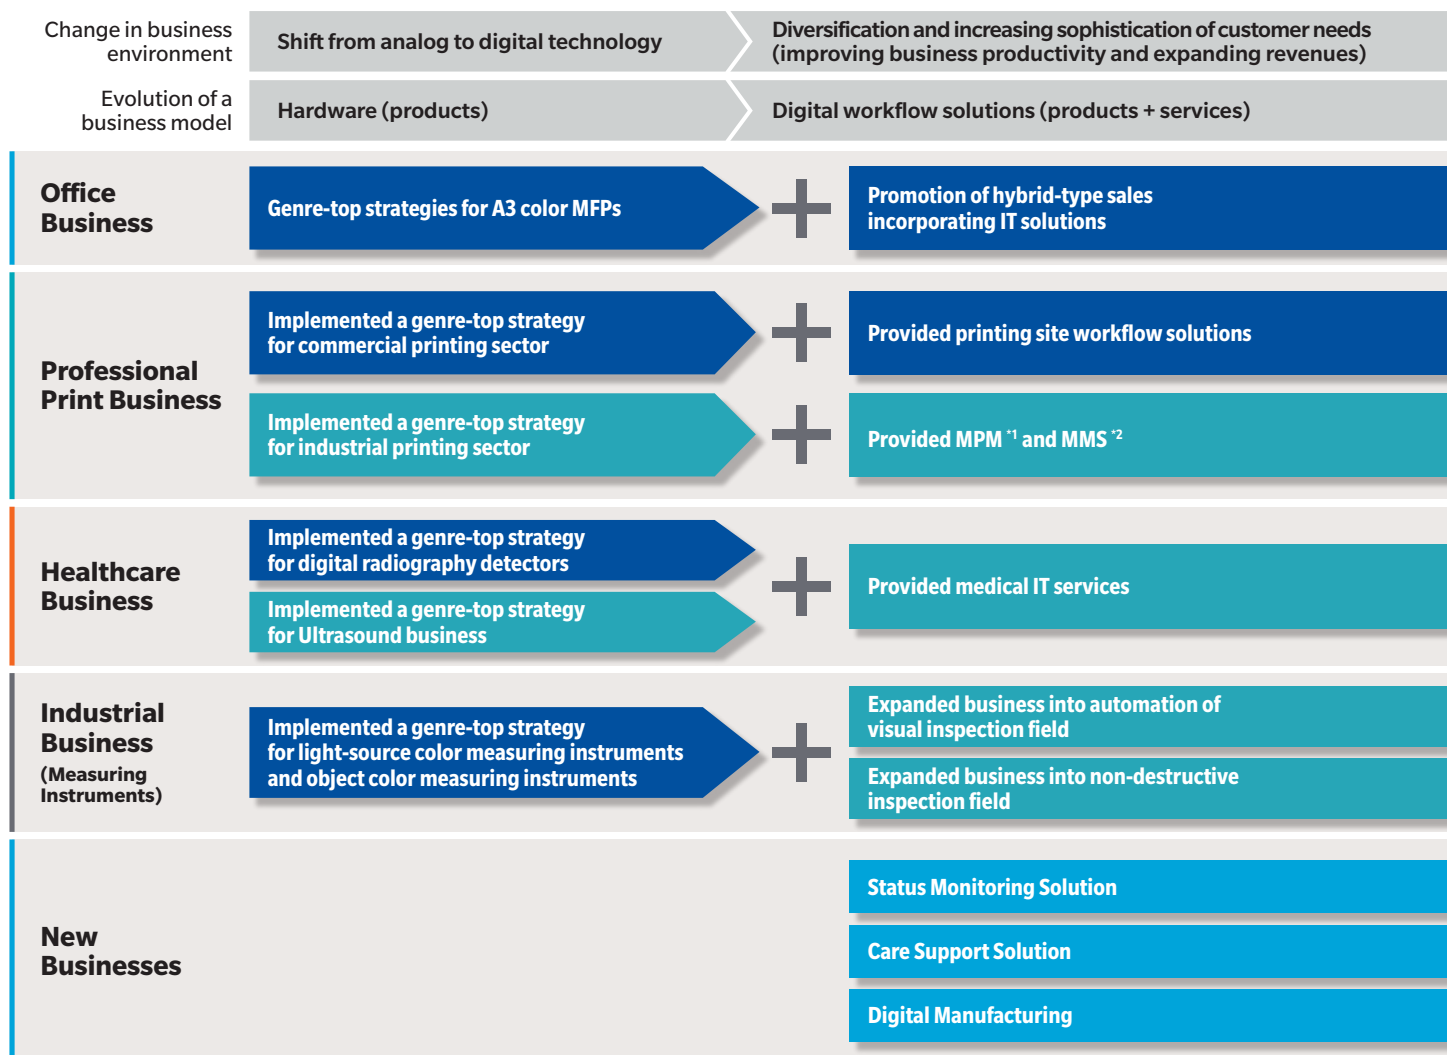 Change in business
environment
Shift from analog to digital technology
Diversification and increasing sophistication of customer needs
(improving business productivity and expanding revenues)
Evolution of a
business model
Hardware (products)
Digital workflow solutions (products + services)
Office
Business
Genre-top strategies for A3 color MFPs
Promotion of hybrid-type sales
incorporating IT solutions
Professional
Print Business
Implemented a genre-top strategy
for commercial printing sector
Provided printing site workflow solutions
Implemented a genre-top strategy
for industrial printing sector
Provided MPM *1 and MMS *2
Healthcare
Business
Implemented a genre-top strategy
for digital radiography detectors
Implemented a genre-top strategy
for Ultrasound business
Provided medical IT services
Industrial
Business
(Measuring
Instruments)
Implemented a genre-top strategy
for light-source color measuring instruments
and object color measuring instruments
Expanded business into automation of
visual inspection field
Expanded business into non-destructive
inspection field
New
Businesses
Status Monitoring Solution
Care Support Solution
Digital Manufacturing